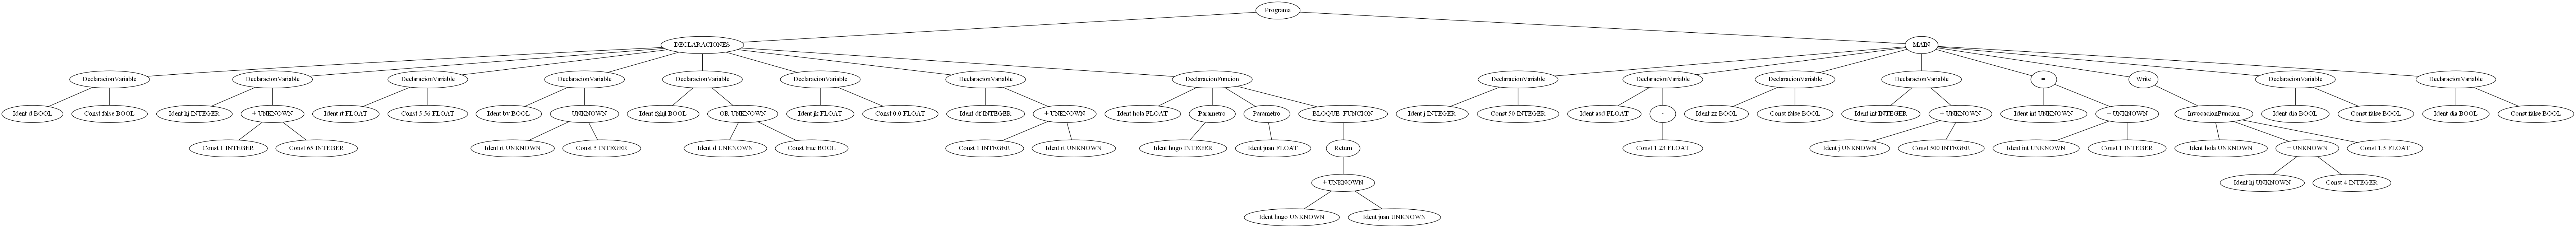 Programa
DECLARACIONES MAIN
DeclaracionVariable DeclaracionVariable DeclaracionVariable DeclaracionVariable DeclaracionVariable DeclaracionVariable DeclaracionVariable DeclaracionFuncion DeclaracionVariable DeclaracionVariable DeclaracionVariable DeclaracionVariable = Write DeclaracionVariable DeclaracionVariable
Ident d BOOL Const false BOOL Ident hj INTEGER + UNKNOWN Ident rt FLOAT Const 5.56 FLOAT Ident bv BOOL == UNKNOWN Ident fghjl BOOL OR UNKNOWN Ident jk FLOAT Const 0.0 FLOAT Ident df INTEGER + UNKNOWN Ident hola FLOAT Parametro Parametro BLOQUE_FUNCION Ident j INTEGER Const 50 INTEGER Ident asd FLOAT - Ident zz BOOL Const false BOOL Ident int INTEGER + UNKNOWN Ident int UNKNOWN + UNKNOWN InvocacionFuncion Ident dia BOOL Const false BOOL Ident dia BOOL Const false BOOL
Const 1 INTEGER Const 65 INTEGER Ident rt UNKNOWN Const 5 INTEGER Ident d UNKNOWN Const true BOOL Const 1 INTEGER Ident rt UNKNOWN Ident hugo INTEGER Ident juan FLOAT Return Const 1.23 FLOAT Ident j UNKNOWN Const 500 INTEGER Ident int UNKNOWN Const 1 INTEGER Ident hola UNKNOWN + UNKNOWN Const 1.5 FLOAT
+ UNKNOWN Ident hj UNKNOWN Const 4 INTEGER
Ident hugo UNKNOWN Ident juan UNKNOWN